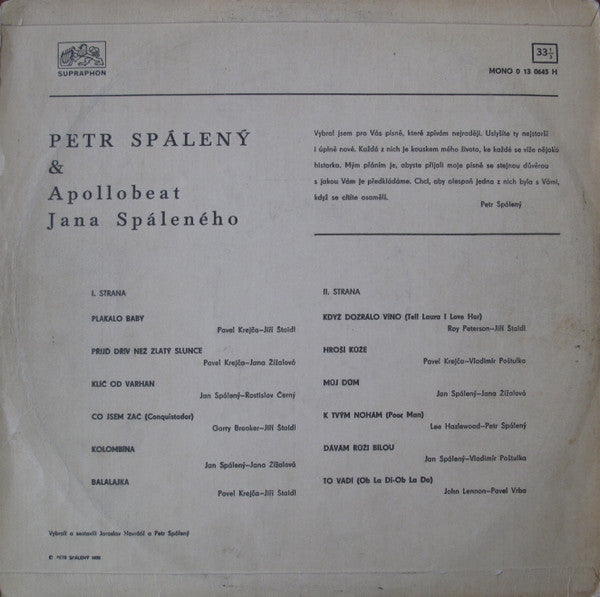 SUPRAPHON
33 1/3
MONO 0 13 0645 H
PETR SPÁLENÝ
&
Apollobeat
Jana Spáleného
Vybral jsem pro Vás písně, které zpívám nejraději. Uslyšíte ty nejstarší
i úplně nové. Každá z nich je kouskem mého života, ke každé se víže nějaká
historka. Mým přáním je, abyste přijali moje písně se stejnou důvěrou
s jakou Vám je předkládáme. Chci, aby alespoň jedna z nich byla s Vámi,
když se cítíte osamělí.
Petr Spálený
I. STRANA
PLAKALO BABY
Pavel Krejča–Jiří Štaidl
PŘIJĎ DŘÍV NEŽ ZLATÝ SLUNCE
Pavel Krejča–Jana Žižalová
KLÍČ OD VARHAN
Jan Spálený–Rostislav Černý
CO JSEM ZAČ (Conquistador)
Garry Brooker–Jiří Štaidl
KOLOMBÍNA
Jan Spálený–Jana Žižalová
BALALAJKA
Pavel Krejča–Jiří Štaidl
II. STRANA
KDYŽ DOZRÁLO VÍNO (Tell Laura I Love Her)
Roy Peterson–Jiří Štaidl
HROŠÍ KŮŽE
Pavel Krejča–Vladimír Poštulka
MŮJ DŮM
Jan Spálený–Jana Žižalová
K TVÝM NOHÁM (Poor Man)
Lee Hazlewood–Petr Spálený
DÁVÁM RŮŽI BÍLOU
Jan Spálený–Vladimír Poštulka
TO VADÍ (Ob La Di-Ob La Da)
John Lennon–Pavel Vrba
Vybrali a sestavili Jaroslav Navrátil a Petr Spálený
© PETR SPÁLENÝ